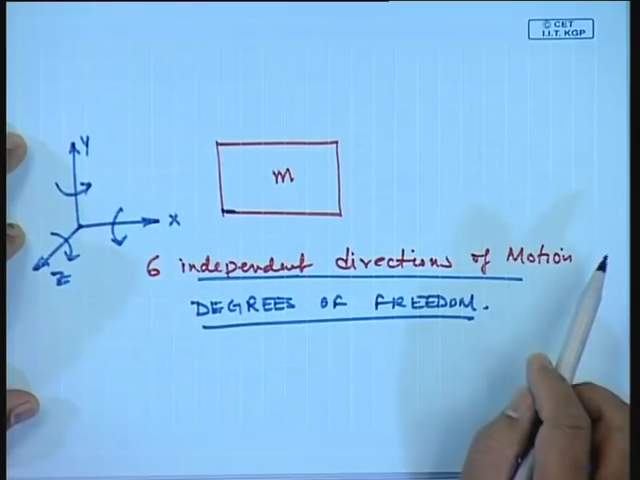 © CET
I.I.T. KGP
Y
m
X
Z
6 independent directions of Motion
DEGREES OF FREEDOM.